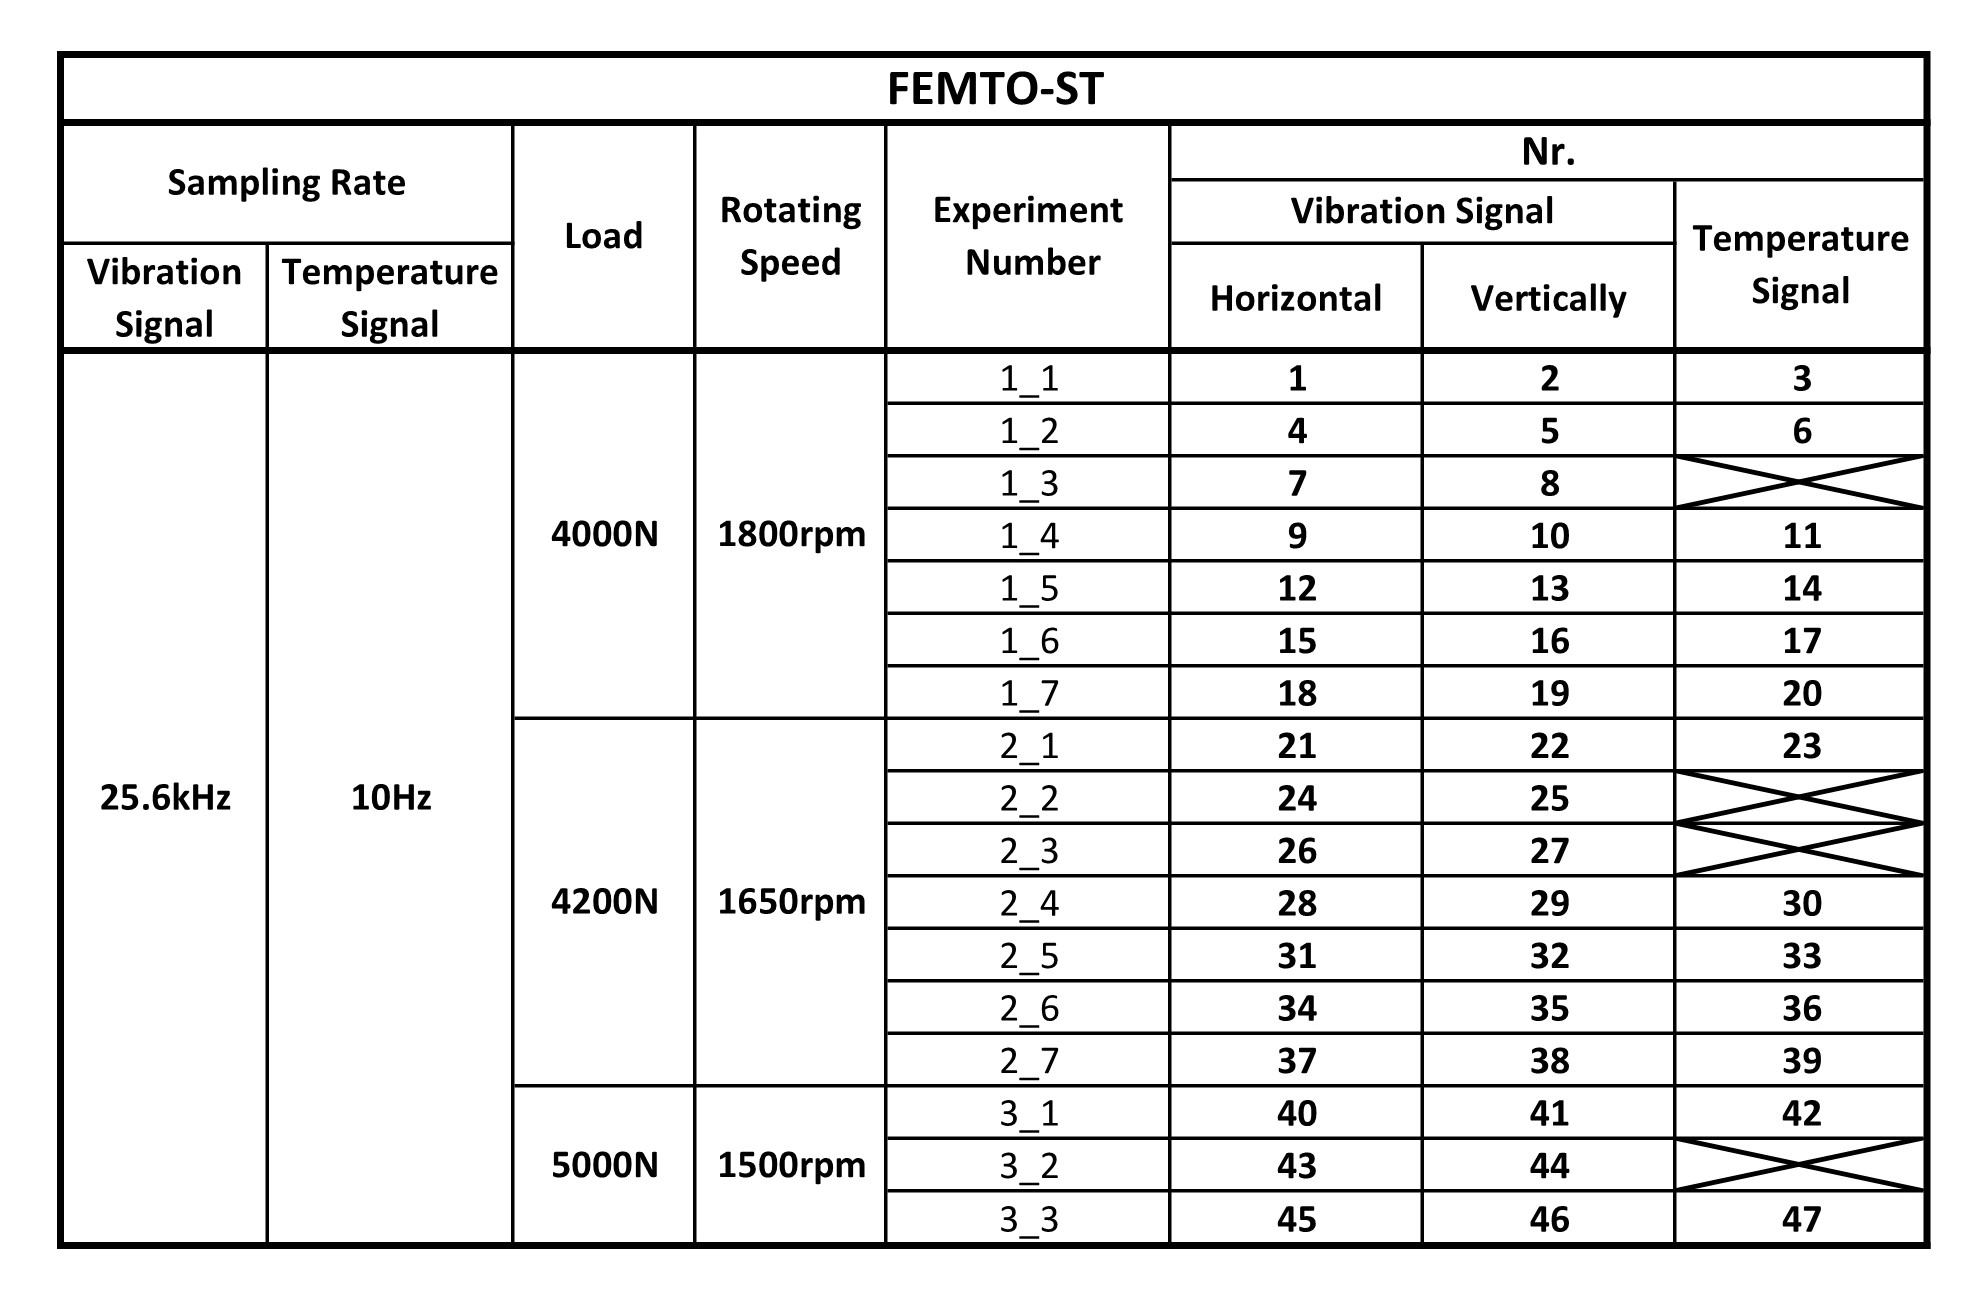 FEMTO-ST
Sampling Rate
Load
Rotating
Speed
Experiment
Number
Nr.
Vibration Signal
Temperature
Signal
Vibration
Signal
Temperature
Signal
Horizontal
Vertically
25.6kHz
10Hz
4000N
1800rpm
1_1 1 2 3
1_2 4 5 6
1_3 7 8
1_4 9 10 11
1_5 12 13 14
1_6 15 16 17
1_7 18 19 20
4200N
1650rpm
2_1 21 22 23
2_2 24 25
2_3 26 27
2_4 28 29 30
2_5 31 32 33
2_6 34 35 36
2_7 37 38 39
5000N
1500rpm
3_1 40 41 42
3_2 43 44
3_3 45 46 47